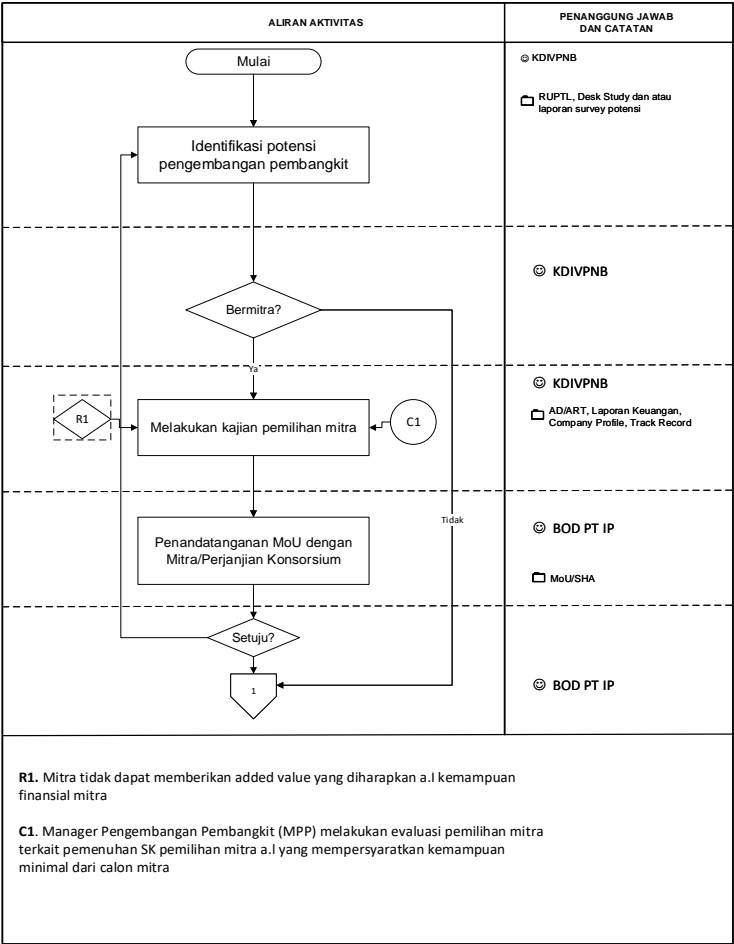 ALIRAN AKTIVITAS
PENANGGUNG JAWAB
DAN CATATAN
Mulai
☺ KDIVPNB
RUPTL, Desk Study dan atau
laporan survey potensi
Identifikasi potensi
pengembangan pembangkit
☺ KDIVPNB
Bermitra?
Ya
☺ KDIVPNB
AD/ART, Laporan Keuangan,
Company Profile, Track Record
R1
Melakukan kajian pemilihan mitra
C1
Tidak
☺ BOD PT IP
Penandatanganan MoU dengan
Mitra/Perjanjian Konsorsium
MoU/SHA
Setuju?
☺ BOD PT IP
1
R1. Mitra tidak dapat memberikan added value yang diharapkan a.l kemampuan
finansial mitra
C1. Manager Pengembangan Pembangkit (MPP) melakukan evaluasi pemilihan mitra
terkait pemenuhan SK pemilihan mitra a.l yang mempersyaratkan kemampuan
minimal dari calon mitra